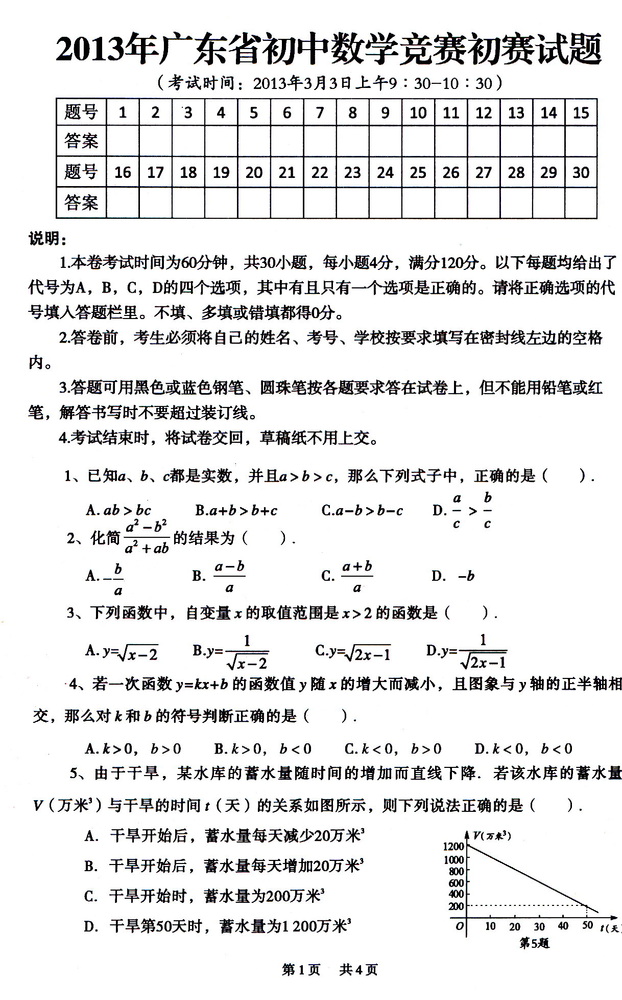 2013年广东省初中数学竞赛初赛试题
（考试时间：2013年3月3日上午9：30-10：30）
题号 1 2 3 4 5 6 7 8 9 10 11 12 13 14 15
答案
题号 16 17 18 19 20 21 22 23 24 25 26 27 28 29 30
答案
说明：
1.本卷考试时间为60分钟，共30小题，每小题4分，满分120分。以下每题均给出了
代号为A，B，C，D的四个选项，其中有且只有一个选项是正确的。请将正确选项的代
号填入答题栏里。不填、多填或错填都得0分。
2.答卷前，考生必须将自己的姓名、考号、学校按要求填写在密封线左边的空格
内。
3.答题可用黑色或蓝色钢笔、圆珠笔按各题要求答在试卷上，但不能用铅笔或红
笔，解答书写时不要超过装订线。
4.考试结束时，将试卷交回，草稿纸不用上交。
1、已知a、b、c都是实数，并且a>b>c，那么下列式子中，正确的是（　　）.
A. ab>bc　B.a+b>b+c　C.a-b>b-c　D. a/c > b/c
2、化简 (a²-b²)/(a²+ab) 的结果为（　　）.
A. -b/a　B. (a-b)/a　C. (a+b)/a　D. -b
3、下列函数中，自变量 x 的取值范围是 x>2 的函数是（　　）.
A. y=√(x-2)　B.y=1/√(x-2)　C.y=√(2x-1)　D.y=1/√(2x-1)
4、若一次函数 y=kx+b 的函数值 y 随 x 的增大而减小，且图象与 y 轴的正半轴相
交，那么对 k 和 b 的符号判断正确的是（　　）.
A. k>0，b>0　B. k>0，b<0　C. k<0，b>0　D. k<0，b<0
5、由于干旱，某水库的蓄水量随时间的增加而直线下降．若该水库的蓄水量
V（万米³）与干旱的时间 t（天）的关系如图所示，则下列说法正确的是（　　）.
A. 干旱开始后，蓄水量每天减少20万米³
B. 干旱开始后，蓄水量每天增加20万米³
C. 干旱开始时，蓄水量为200万米³
D. 干旱第50天时，蓄水量为1 200万米³
V(万米³)
1200
1000
800
600
400
200
O 10 20 30 40 50 t(天
第5题
第1页　共4页